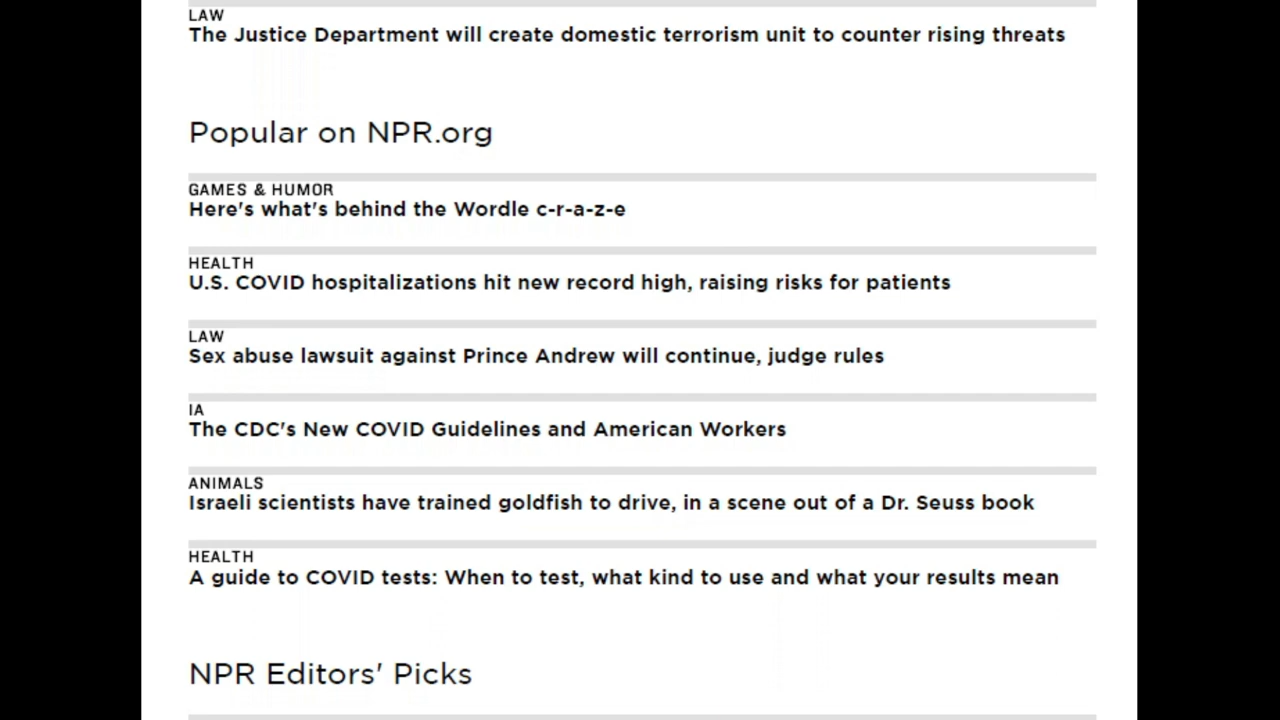 LAW
The Justice Department will create domestic terrorism unit to counter rising threats
Popular on NPR.org
GAMES & HUMOR
Here's what's behind the Wordle c-r-a-z-e
HEALTH
U.S. COVID hospitalizations hit new record high, raising risks for patients
LAW
Sex abuse lawsuit against Prince Andrew will continue, judge rules
IA
The CDC's New COVID Guidelines and American Workers
ANIMALS
Israeli scientists have trained goldfish to drive, in a scene out of a Dr. Seuss book
HEALTH
A guide to COVID tests: When to test, what kind to use and what your results mean
NPR Editors' Picks